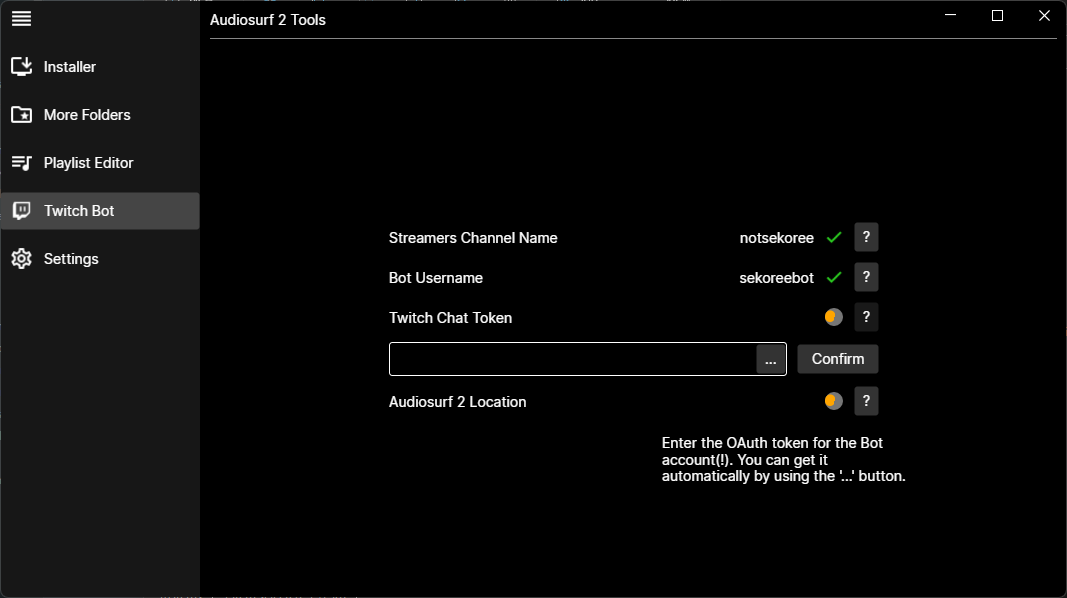 Audiosurf 2 Tools
Installer
More Folders
Playlist Editor
Twitch Bot
Settings
Streamers Channel Name notsekoree ?
Bot Username sekoreebot ?
Twitch Chat Token ?
... Confirm
Audiosurf 2 Location ?
Enter the OAuth token for the Bot
account(!). You can get it
automatically by using the '...' button.